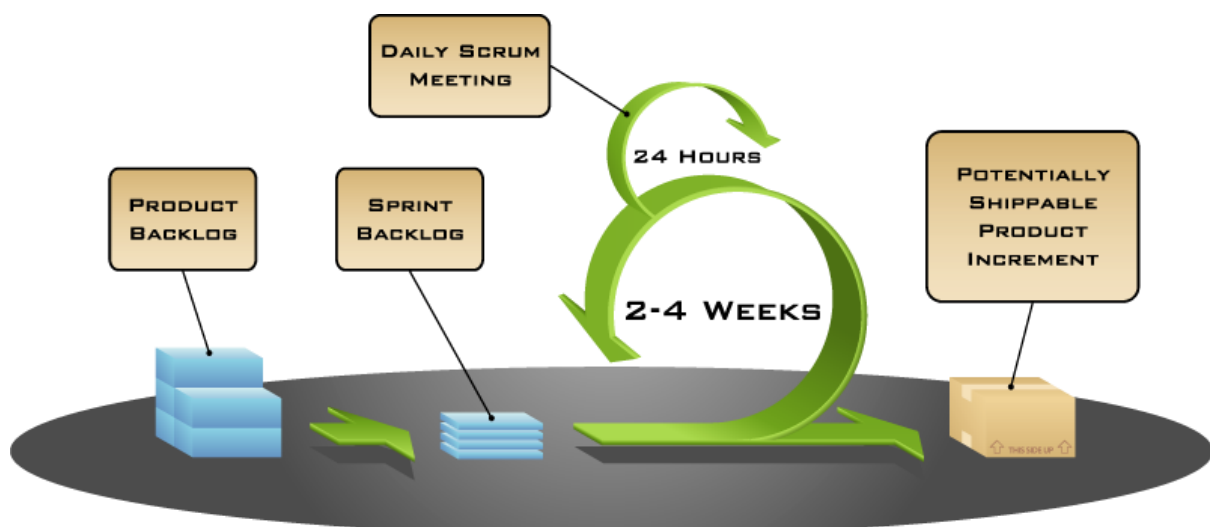 Daily Scrum
Meeting
24 Hours
Product
Backlog
Sprint
Backlog
2-4 Weeks
Potentially
Shippable
Product
Increment
THIS SIDE UP